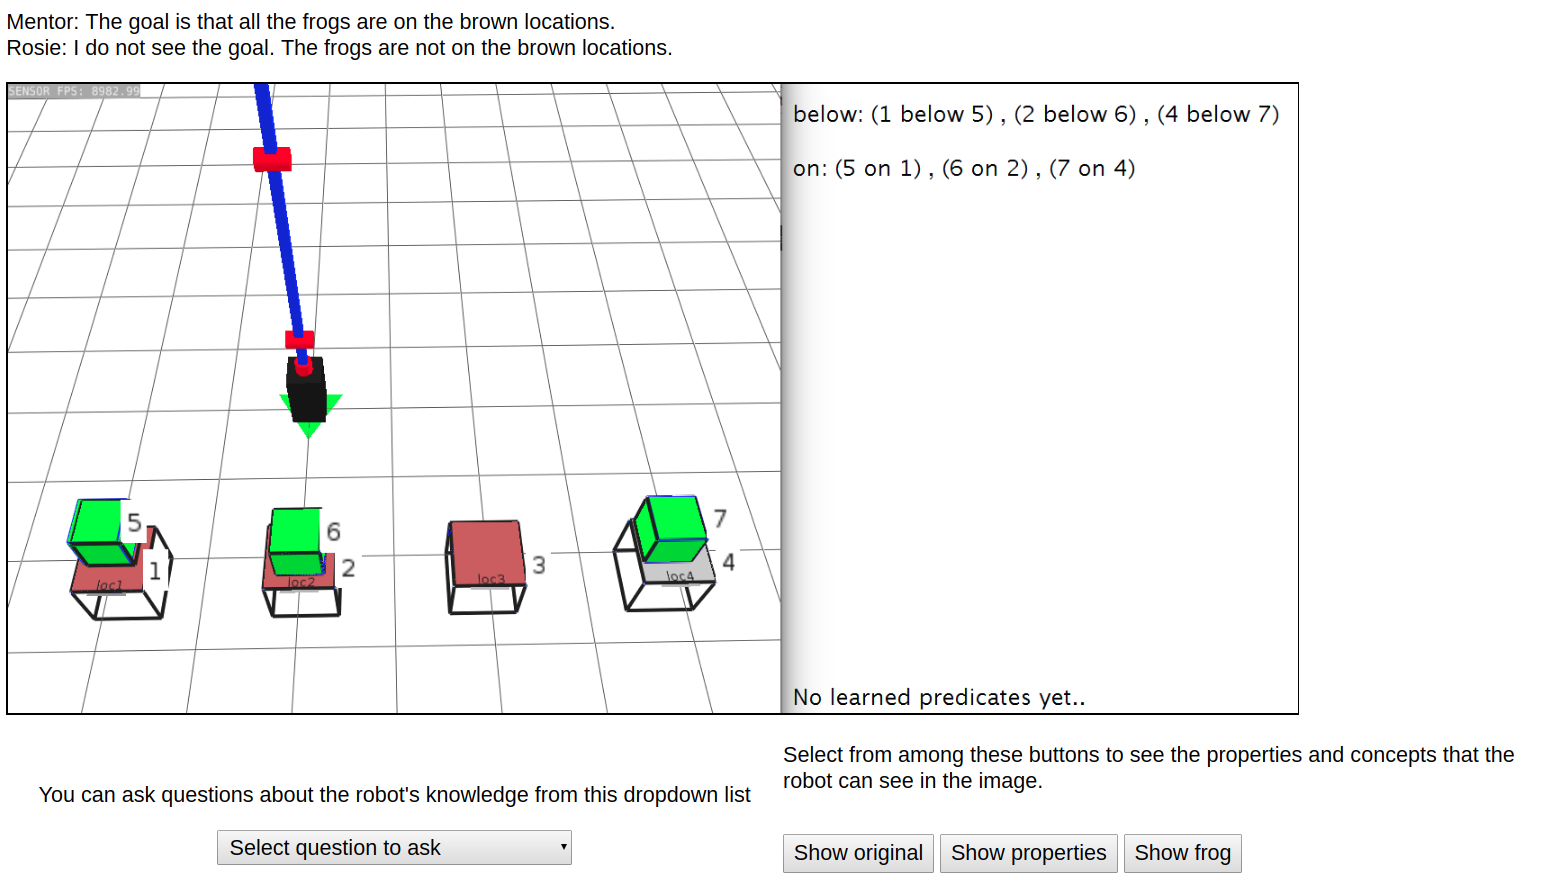 Mentor: The goal is that all the frogs are on the brown locations.
Rosie: I do not see the goal. The frogs are not on the brown locations.
SENSOR FPS: 8982.99
below: (1 below 5) , (2 below 6) , (4 below 7)
on: (5 on 1) , (6 on 2) , (7 on 4)
5
1
loc1
6
2
loc2
3
loc3
7
4
loc4
No learned predicates yet..
Select from among these buttons to see the properties and concepts that the
robot can see in the image.
You can ask questions about the robot's knowledge from this dropdown list
Select question to ask
Show original
Show properties
Show frog